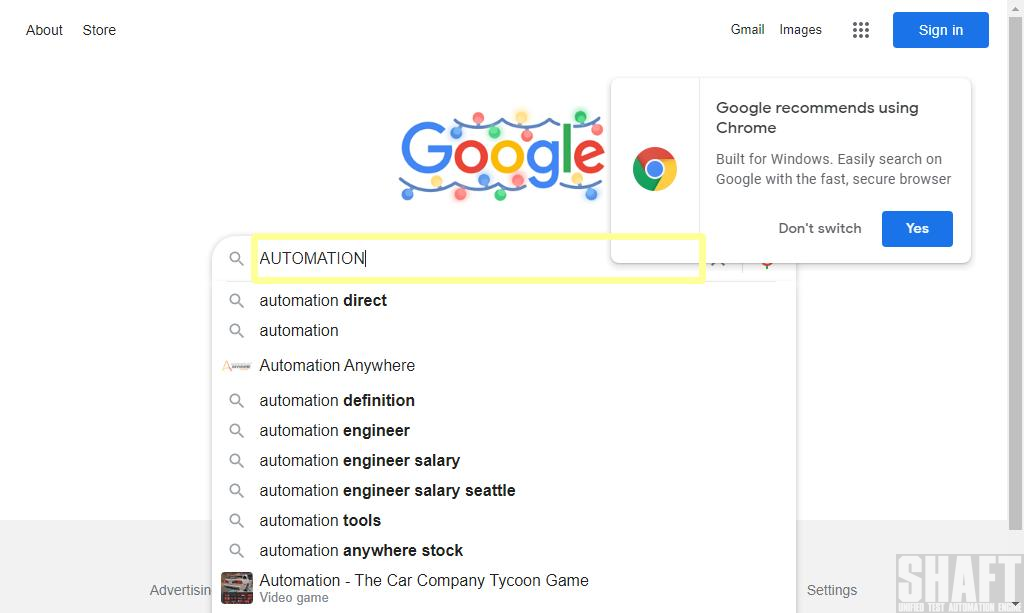 About Store
Gmail Images
Sign in
Google
Google recommends using
Chrome
Built for Windows. Easily search on
Google with the fast, secure browser
Don't switch
Yes
AUTOMATION
automation direct
automation
Automation Anywhere
automation definition
automation engineer
automation engineer salary
automation engineer salary seattle
automation tools
automation anywhere stock
Automation - The Car Company Tycoon Game
Video game
Advertisin
Settings
SHAFT
UNIFIED TEST AUTOMATION ENGIN